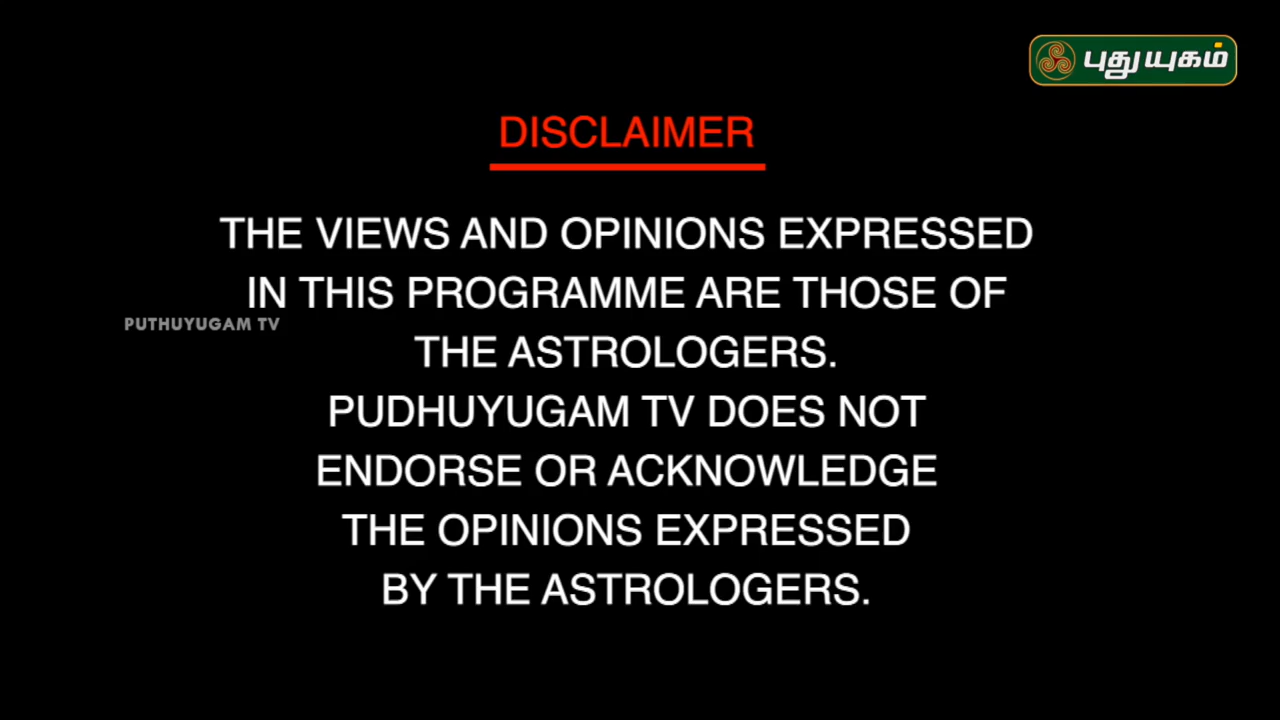 புதுயுகம்
DISCLAIMER
THE VIEWS AND OPINIONS EXPRESSED
IN THIS PROGRAMME ARE THOSE OF
PUTHUYUGAM TV
THE ASTROLOGERS.
PUDHUYUGAM TV DOES NOT
ENDORSE OR ACKNOWLEDGE
THE OPINIONS EXPRESSED
BY THE ASTROLOGERS.